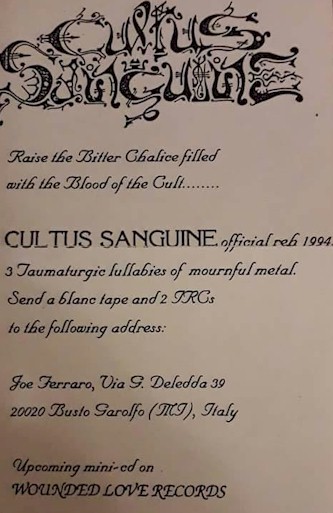 CULTUS
SANGUINE
Raise the Bitter Chalice filled
with the Blood of the Cult........
CULTUS SANGUINE official reh 1994.
3 Taumaturgic lullabies of mournful metal.
Send a blanc tape and 2 IRCs
to the following address:
Joe Ferraro, Via G. Deledda 39
20020 Busto Garolfo (MI), Italy
Upcoming mini-cd on
WOUNDED LOVE RECORDS